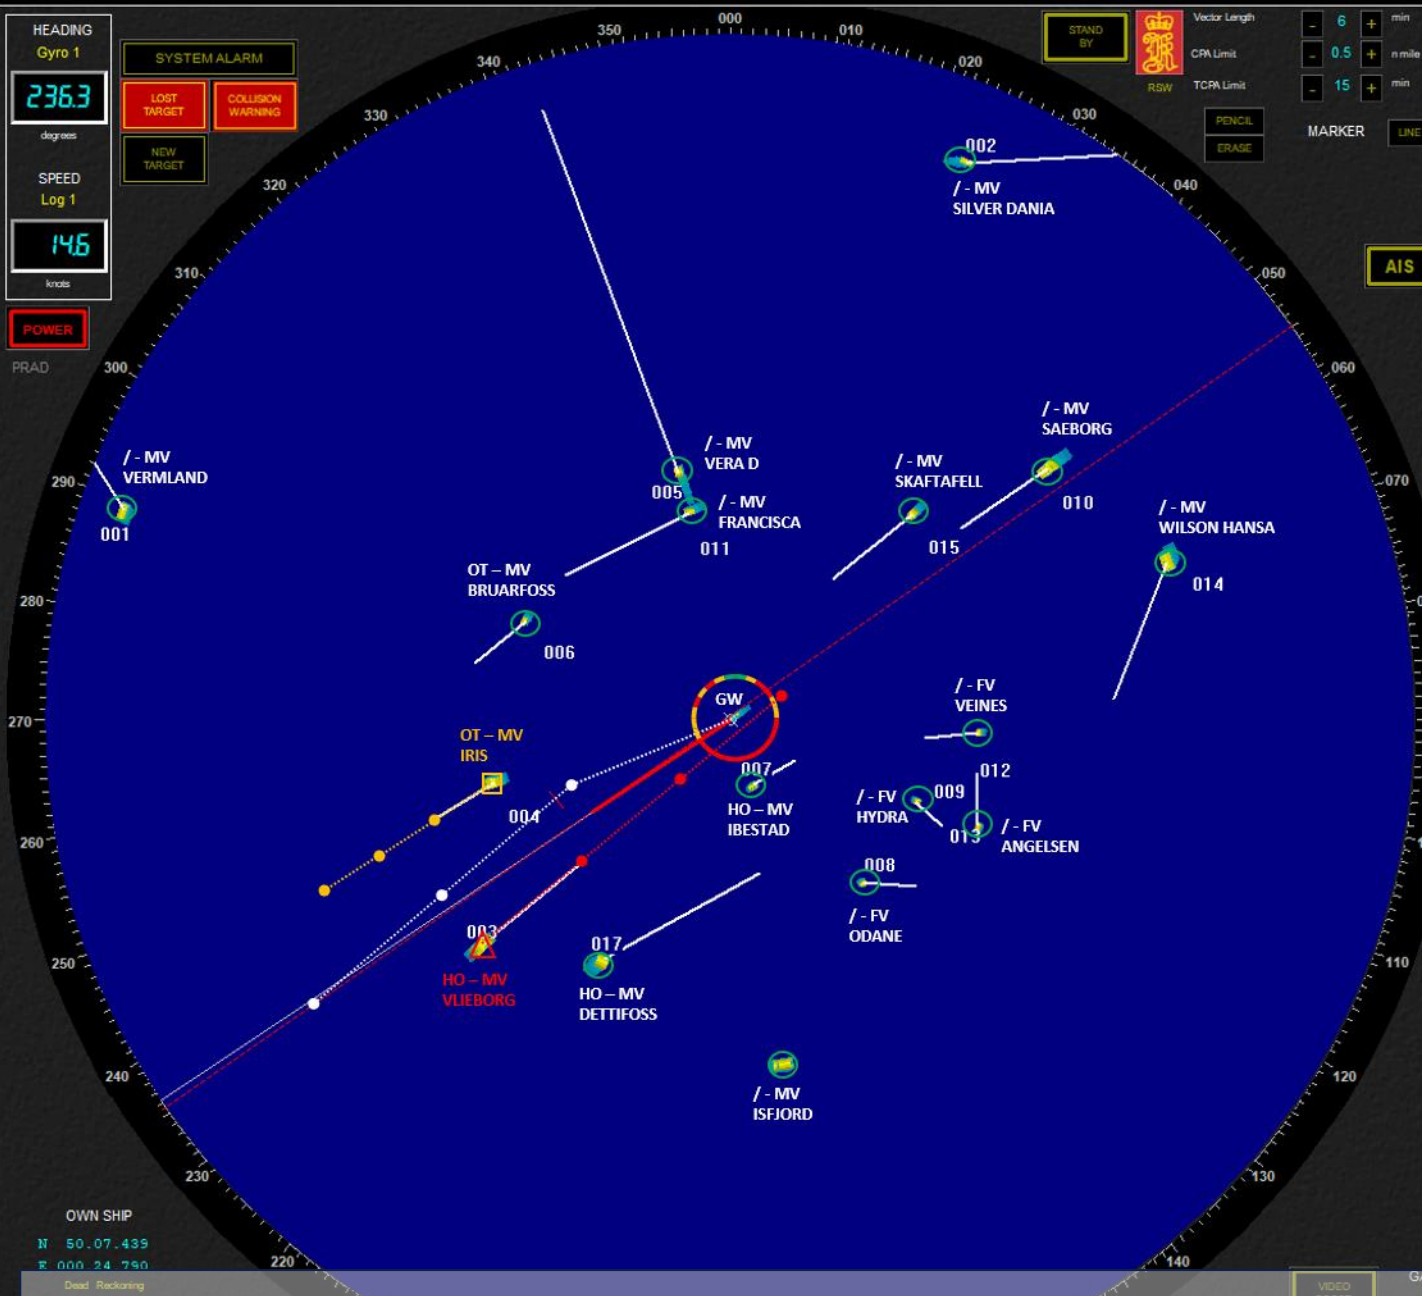 HEADING
Gyro 1
236.3
degrees
SPEED
Log 1
14.6
knots
POWER
PRAD
SYSTEM ALARM
LOST
TARGET
COLLISION
WARNING
NEW
TARGET
STAND
BY
RSW
Vector Length
- 6 + min
CPA Limit
- 0.5 + n mile
TCPA Limit
- 15 + min
PENCIL
ERASE
MARKER
LINE
AIS
000
010
020
030
040
050
060
070
110
120
130
140
220
230
240
250
260
270
280
290
300
310
320
330
340
350
002
/ - MV
SILVER DANIA
/ - MV
VERMLAND
001
/ - MV
VERA D
005
/ - MV
FRANCISCA
011
/ - MV
SKAFTAFELL
015
/ - MV
SAEBORG
010
/ - MV
WILSON HANSA
014
OT – MV
BRUARFOSS
006
GW
OT – MV
IRIS
004
/ - FV
VEINES
012
007
HO – MV
IBESTAD
/ - FV
HYDRA
009
013
/ - FV
ANGELSEN
008
/ - FV
ODANE
003
HO – MV
VLIEBORG
017
HO – MV
DETTIFOSS
/ - MV
ISFJORD
OWN SHIP
N 50.07.439
E 000.24.790
Dead Reckoning
VIDEO